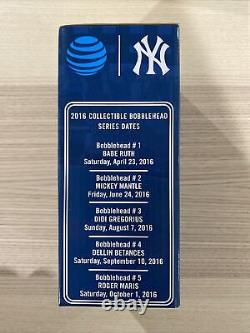 NY
2016 COLLECTIBLE BOBBLEHEAD
SERIES DATES
Bobblehead # 1
BABE RUTH
Saturday, April 23, 2016
Bobblehead # 2
MICKEY MANTLE
Friday, June 24, 2016
Bobblehead # 3
DIDI GREGORIUS
Sunday, August 7, 2016
Bobblehead # 4
DELLIN BETANCES
Saturday, September 10, 2016
Bobblehead # 5
ROGER MARIS
Saturday, October 1, 2016
ebay